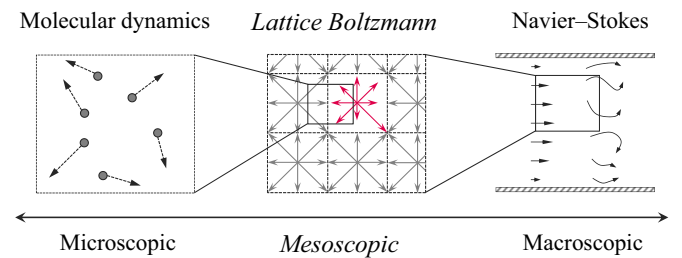 Molecular dynamics
Lattice Boltzmann
Navier–Stokes
Microscopic
Mesoscopic
Macroscopic